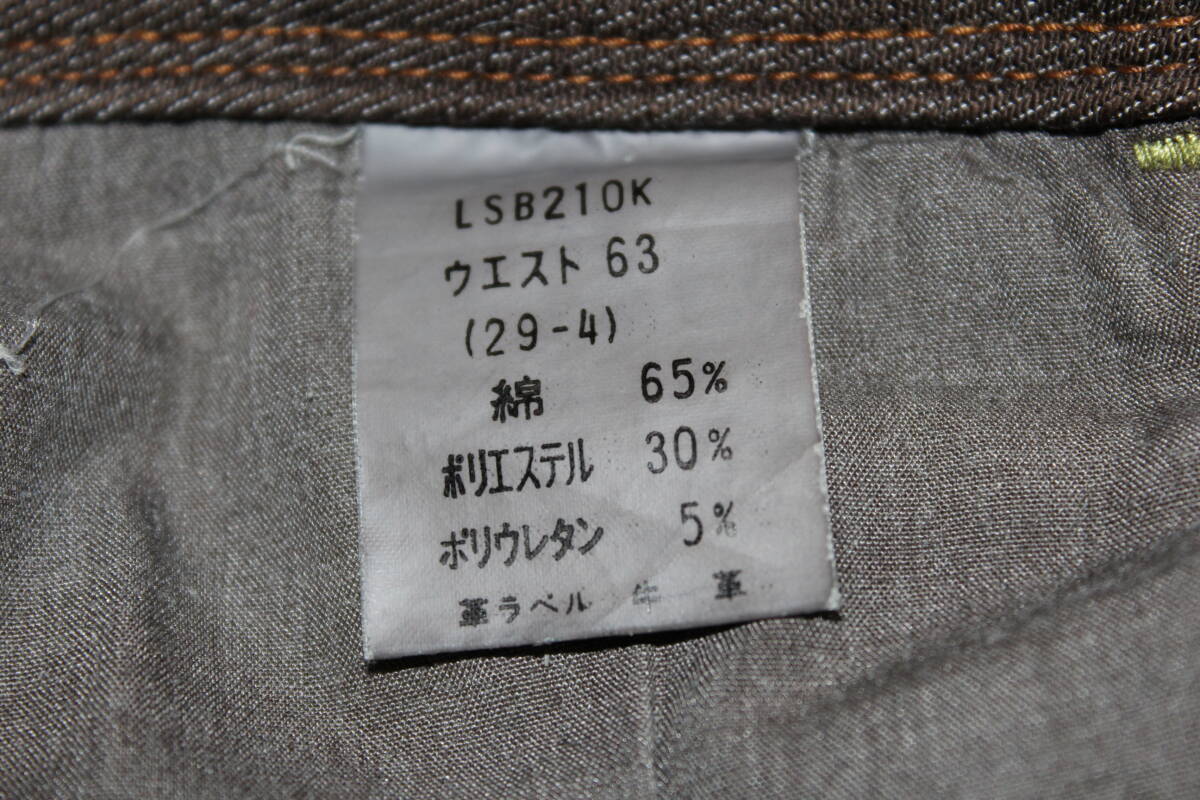 LSB210K
ウエスト 63
(29-4)
綿 65%
ポリエステル 30%
ポリウレタン 5%
革ラベル 牛 革